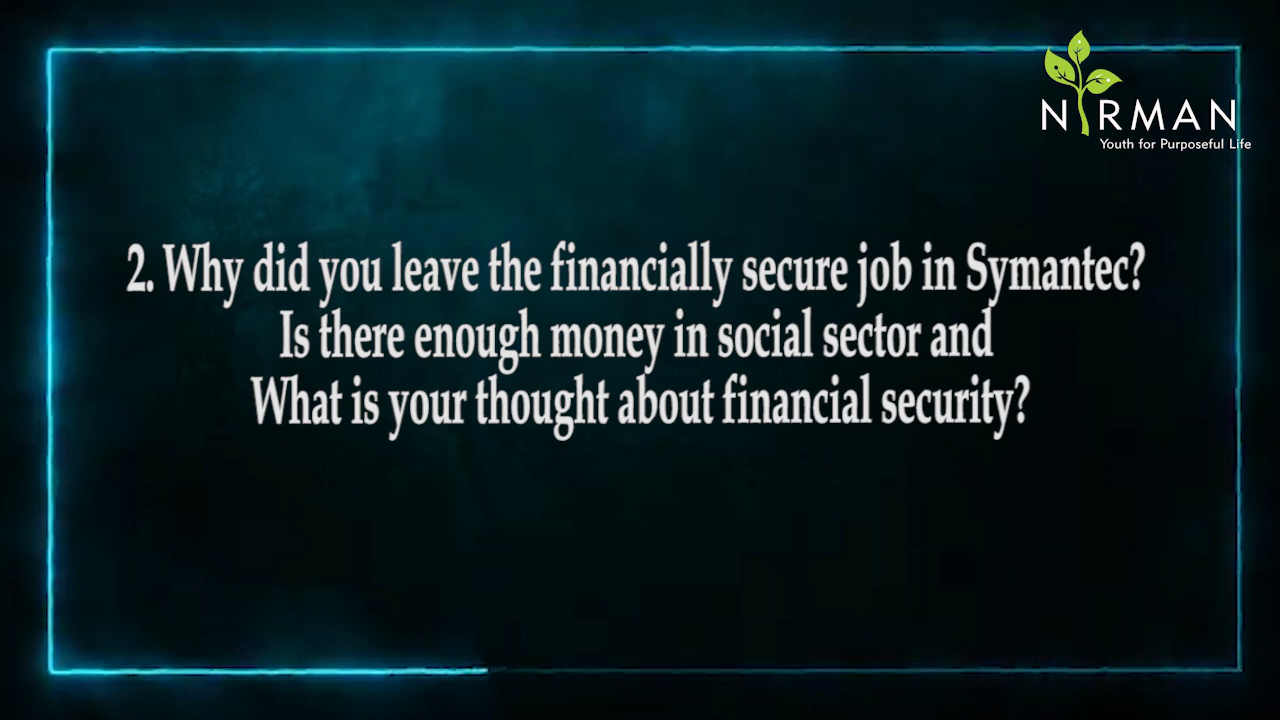 NIRMAN
Youth for Purposeful Life
2. Why did you leave the financially secure job in Symantec?
Is there enough money in social sector and
What is your thought about financial security?